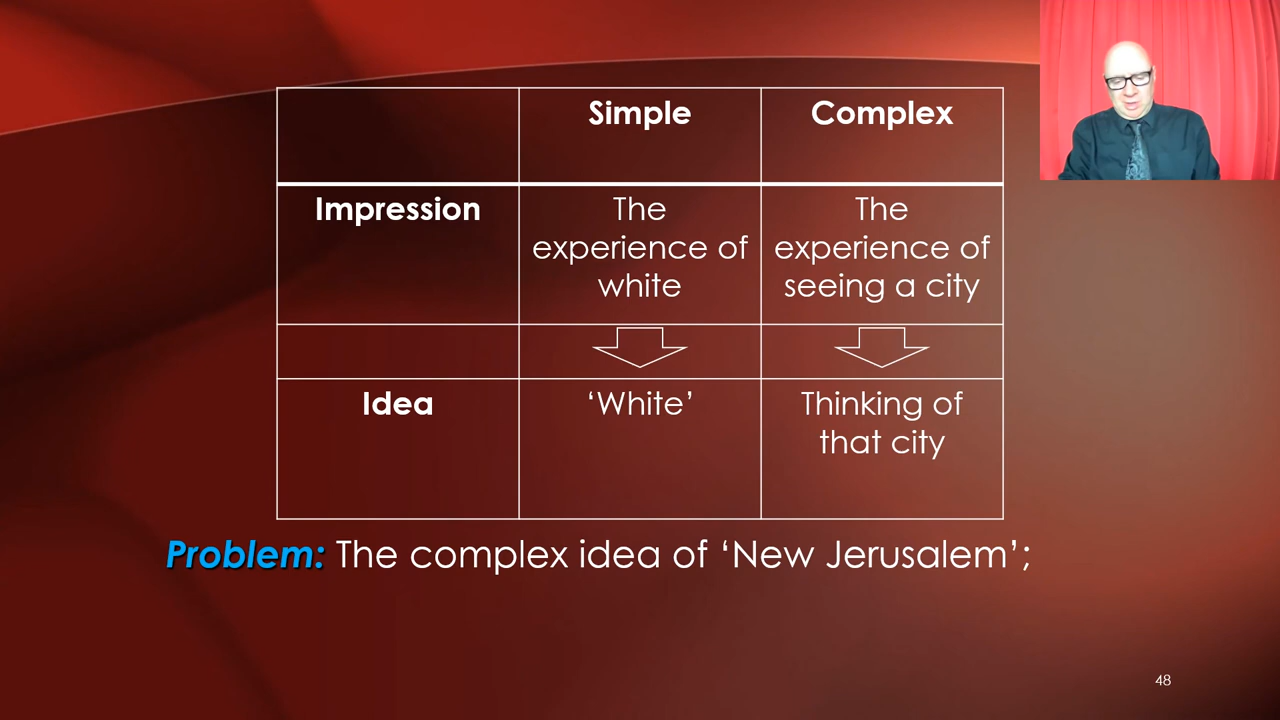 Simple
Complex
Impression
The
experience of
white
The
experience of
seeing a city
Idea
‘White’
Thinking of
that city
Problem: The complex idea of ‘New Jerusalem’;
48